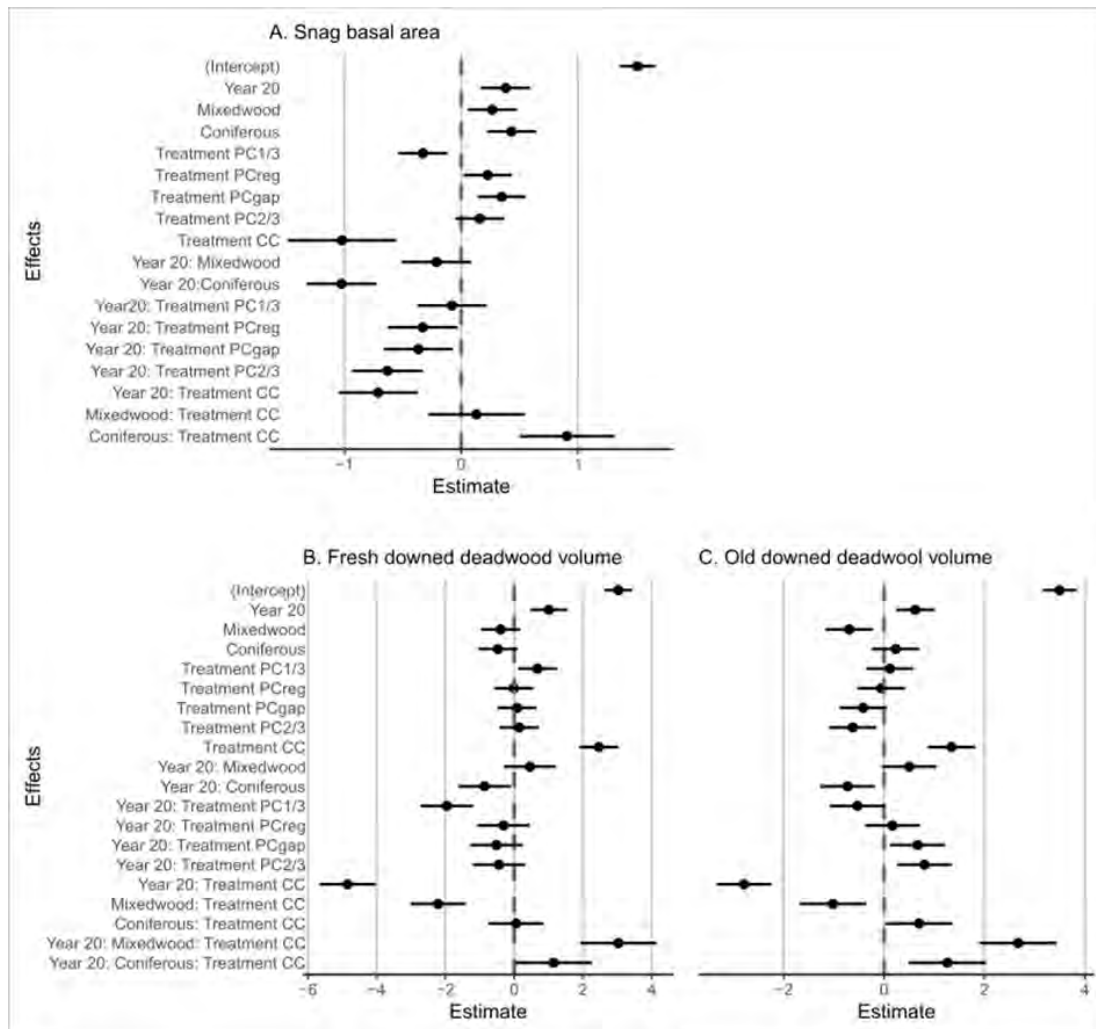 A. Snag basal area
(Intercept)
Year 20
Mixedwood
Coniferous
Treatment PC1/3
Treatment PCreg
Treatment PCgap
Treatment PC2/3
Treatment CC
Year 20: Mixedwood
Year 20:Coniferous
Year20: Treatment PC1/3
Year 20: Treatment PCreg
Year 20: Treatment PCgap
Year 20: Treatment PC2/3
Year 20: Treatment CC
Mixedwood: Treatment CC
Coniferous: Treatment CC
Effects
−1 0 1
Estimate
B. Fresh downed deadwood volume
C. Old downed deadwool volume
(Intercept)
Year 20
Mixedwood
Coniferous
Treatment PC1/3
Treatment PCreg
Treatment PCgap
Treatment PC2/3
Treatment CC
Year 20: Mixedwood
Year 20: Coniferous
Year 20: Treatment PC1/3
Year 20: Treatment PCreg
Year 20: Treatment PCgap
Year 20: Treatment PC2/3
Year 20: Treatment CC
Mixedwood: Treatment CC
Coniferous: Treatment CC
Year 20: Mixedwood: Treatment CC
Year 20: Coniferous: Treatment CC
Effects
−6 −4 −2 0 2 4
Estimate
−2 0 2 4
Estimate